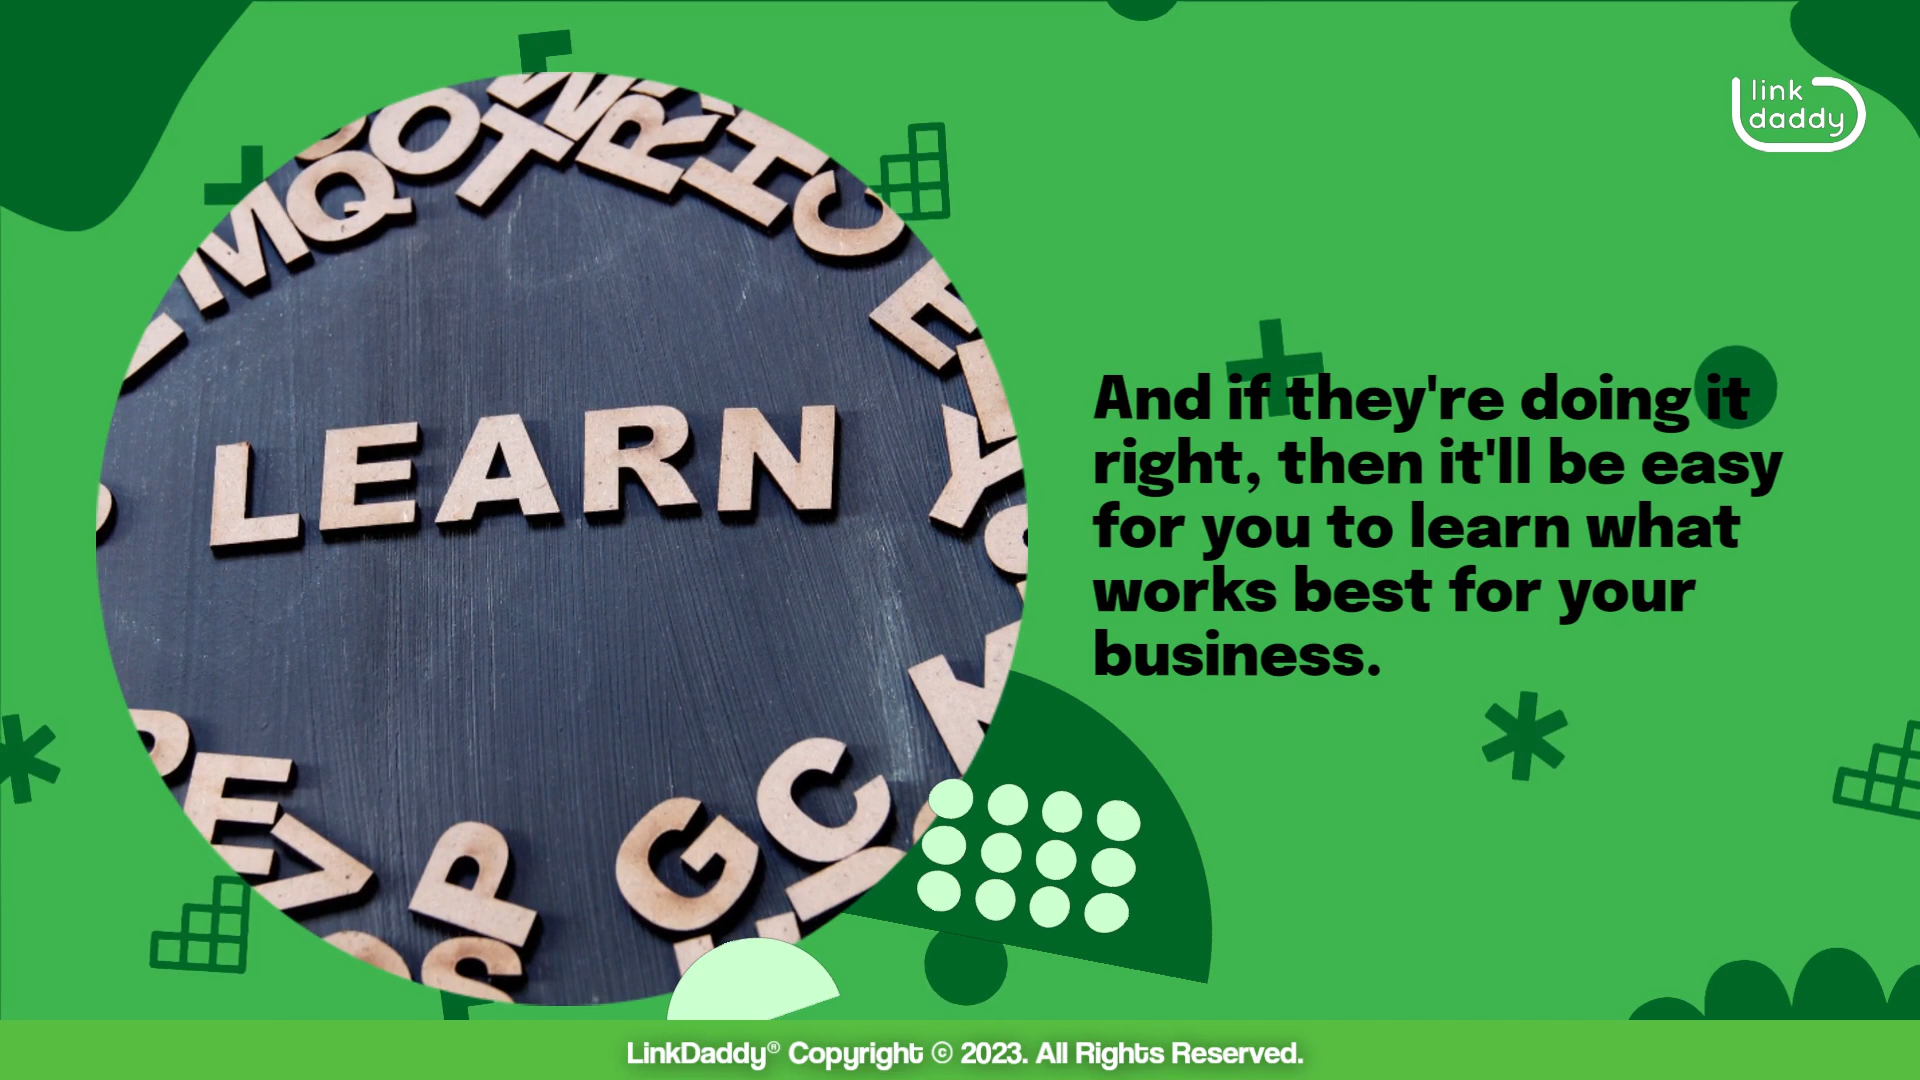 link
daddy
LEARN
And if they're doing it
right, then it'll be easy
for you to learn what
works best for your
business.
LinkDaddy® Copyright © 2023. All Rights Reserved.